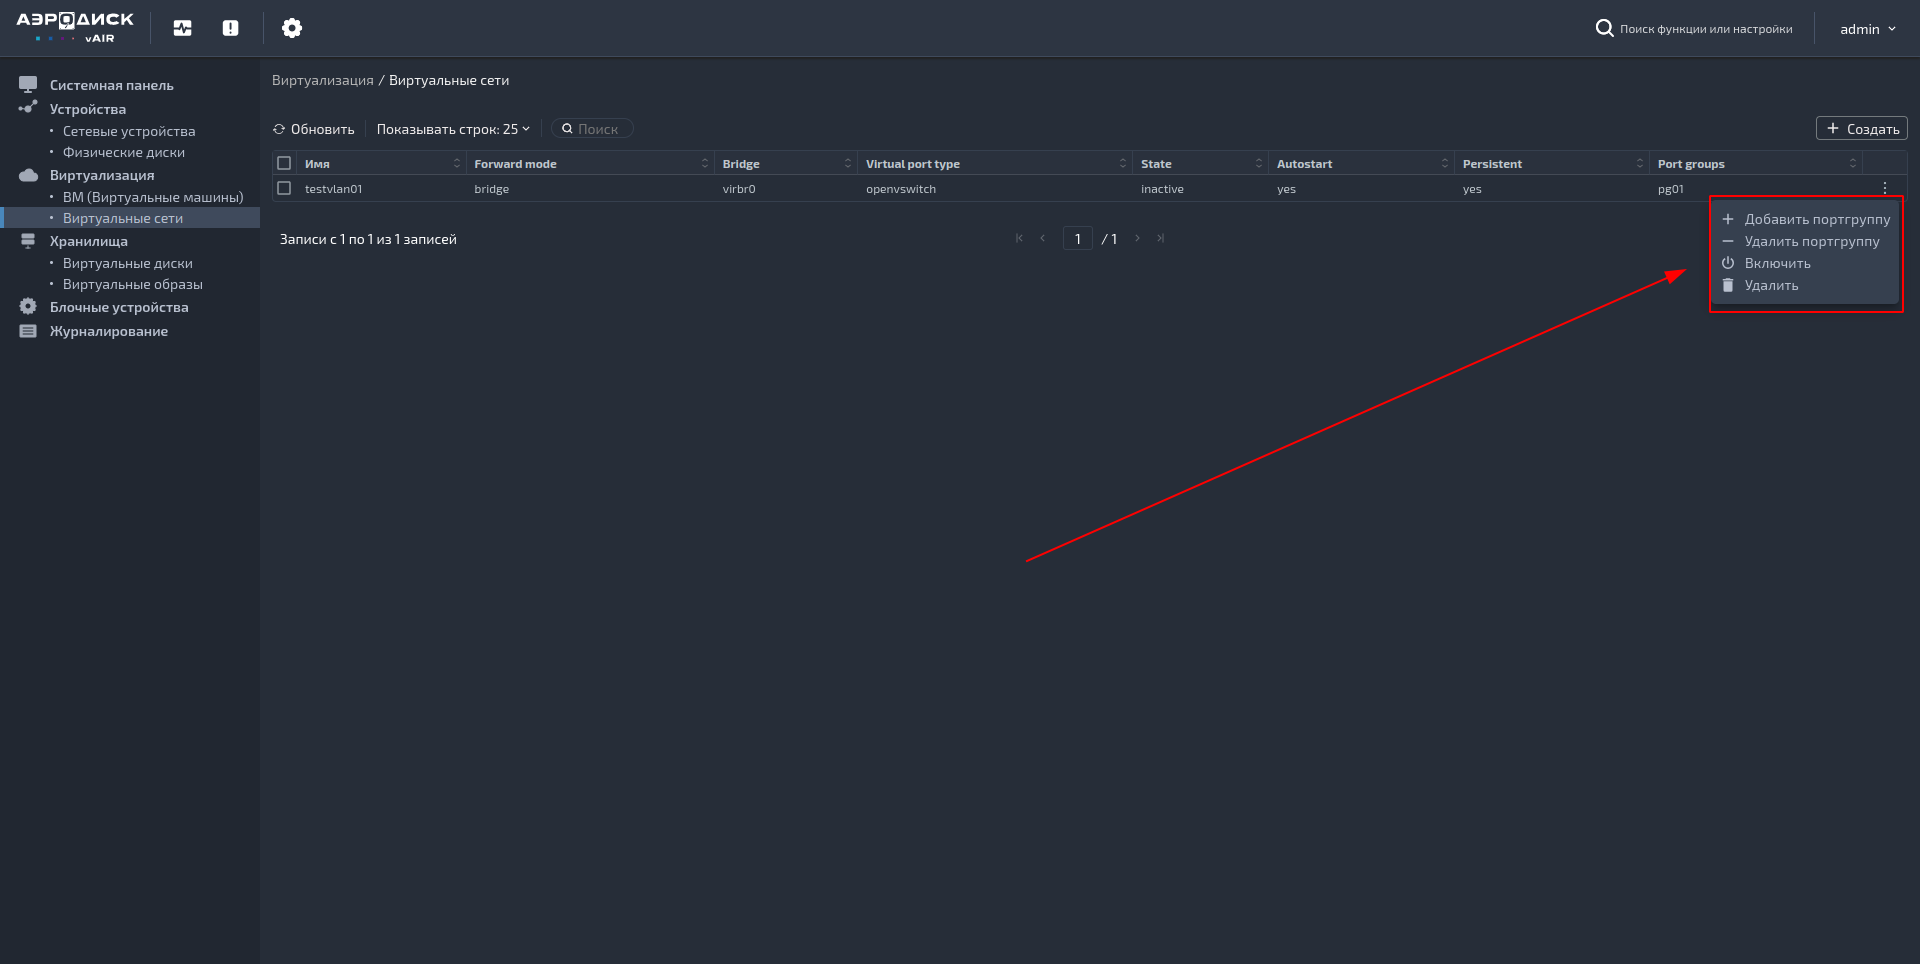 АЭРОДИСК
vAIR
Поиск функции или настройки
admin
Системная панель
Устройства
Сетевые устройства
Физические диски
Виртуализация
ВМ (Виртуальные машины)
Виртуальные сети
Хранилища
Виртуальные диски
Виртуальные образы
Блочные устройства
Журналирование
Виртуализация / Виртуальные сети
Обновить Показывать строк: 25 Поиск Создать
Имя Forward mode Bridge Virtual port type State Autostart Persistent Port groups
testvlan01 bridge virbr0 openvswitch inactive yes yes pg01
Добавить портгруппу
Удалить портгруппу
Включить
Удалить
Записи с 1 по 1 из 1 записей 1 / 1